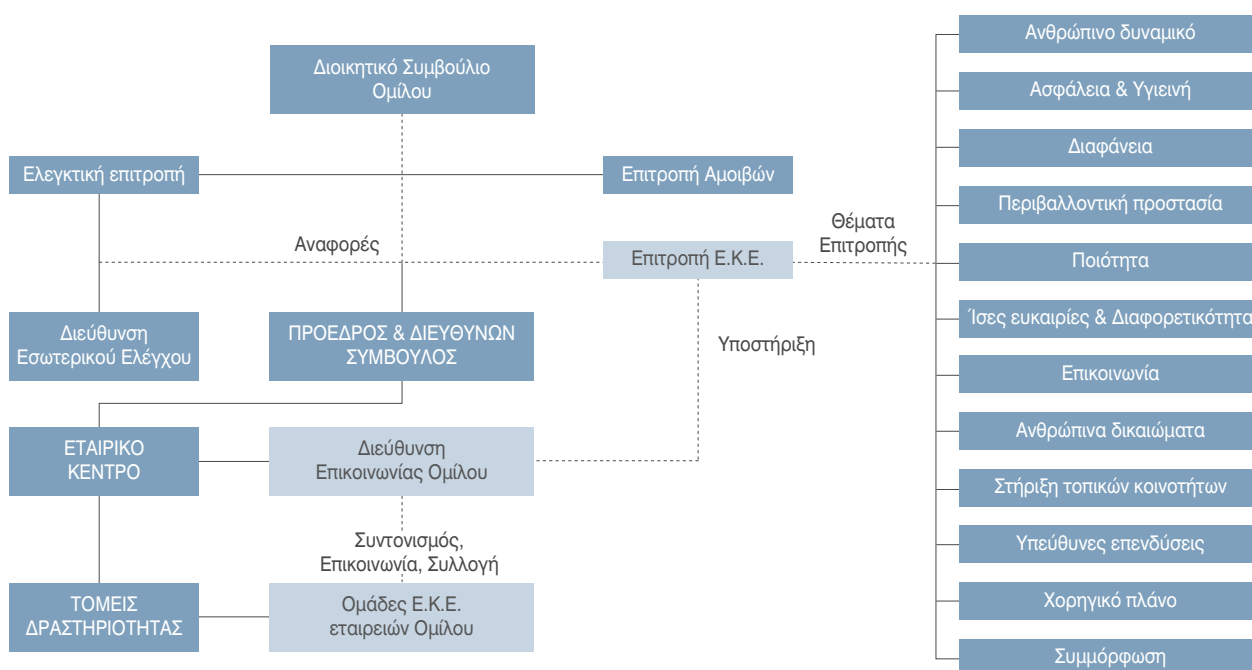 Διοικητικό Συμβούλιο
Ομίλου
Ελεγκτική επιτροπή
Επιτροπή Αμοιβών
Αναφορές
Επιτροπή Ε.Κ.Ε.
Θέματα
Επιτροπής
Διεύθυνση
Εσωτερικού Ελέγχου
ΠΡΟΕΔΡΟΣ & ΔΙΕΥΘΥΝΩΝ
ΣΥΜΒΟΥΛΟΣ
Υποστήριξη
ΕΤΑΙΡΙΚΟ
ΚΕΝΤΡΟ
Διεύθυνση
Επικοινωνίας Ομίλου
Συντονισμός,
Επικοινωνία, Συλλογή
ΤΟΜΕΙΣ
ΔΡΑΣΤΗΡΙΟΤΗΤΑΣ
Ομάδες Ε.Κ.Ε.
εταιρειών Ομίλου
Ανθρώπινο δυναμικό
Ασφάλεια & Υγιεινή
Διαφάνεια
Περιβαλλοντική προστασία
Ποιότητα
Ίσες ευκαιρίες & Διαφορετικότητα
Επικοινωνία
Ανθρώπινα δικαιώματα
Στήριξη τοπικών κοινοτήτων
Υπεύθυνες επενδύσεις
Χορηγικό πλάνο
Συμμόρφωση